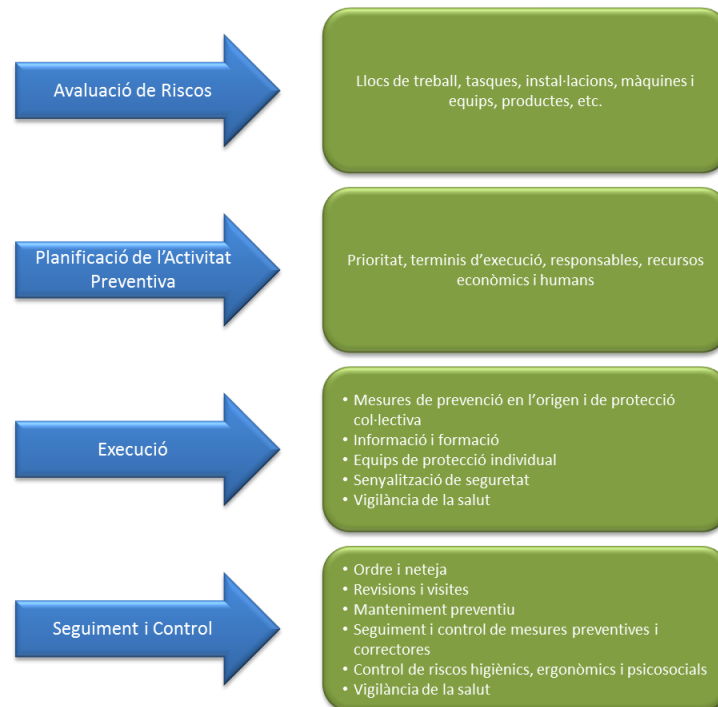 Avaluació de Riscos
Llocs de treball, tasques, instal·lacions, màquines i
equips, productes, etc.
Planificació de l'Activitat
Preventiva
Prioritat, terminis d'execució, responsables, recursos
econòmics i humans
Execució
• Mesures de prevenció en l'origen i de protecció
col·lectiva
• Informació i formació
• Equips de protecció individual
• Senyalització de seguretat
• Vigilància de la salut
Seguiment i Control
• Ordre i neteja
• Revisions i visites
• Manteniment preventiu
• Seguiment i control de mesures preventives i
correctores
• Control de riscos higiènics, ergonòmics i psicosocials
• Vigilància de la salut